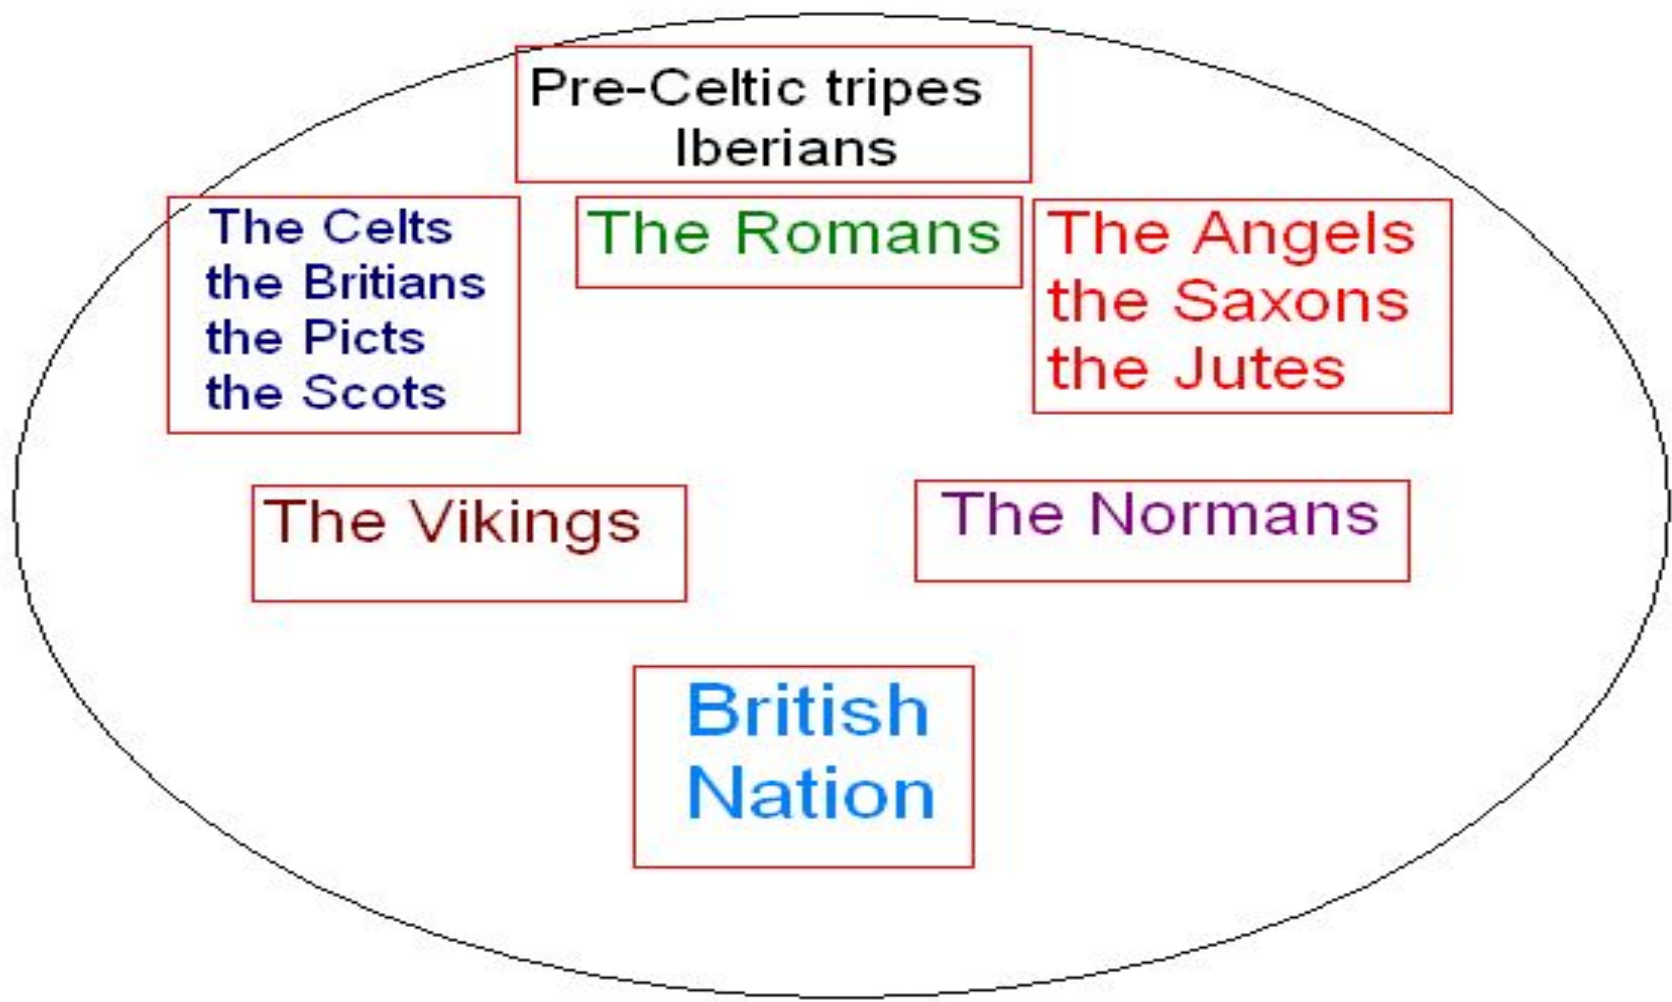 Pre-Celtic tripes
Iberians
The Celts
the Britians
the Picts
the Scots
The Romans
The Angels
the Saxons
the Jutes
The Vikings
The Normans
British
Nation